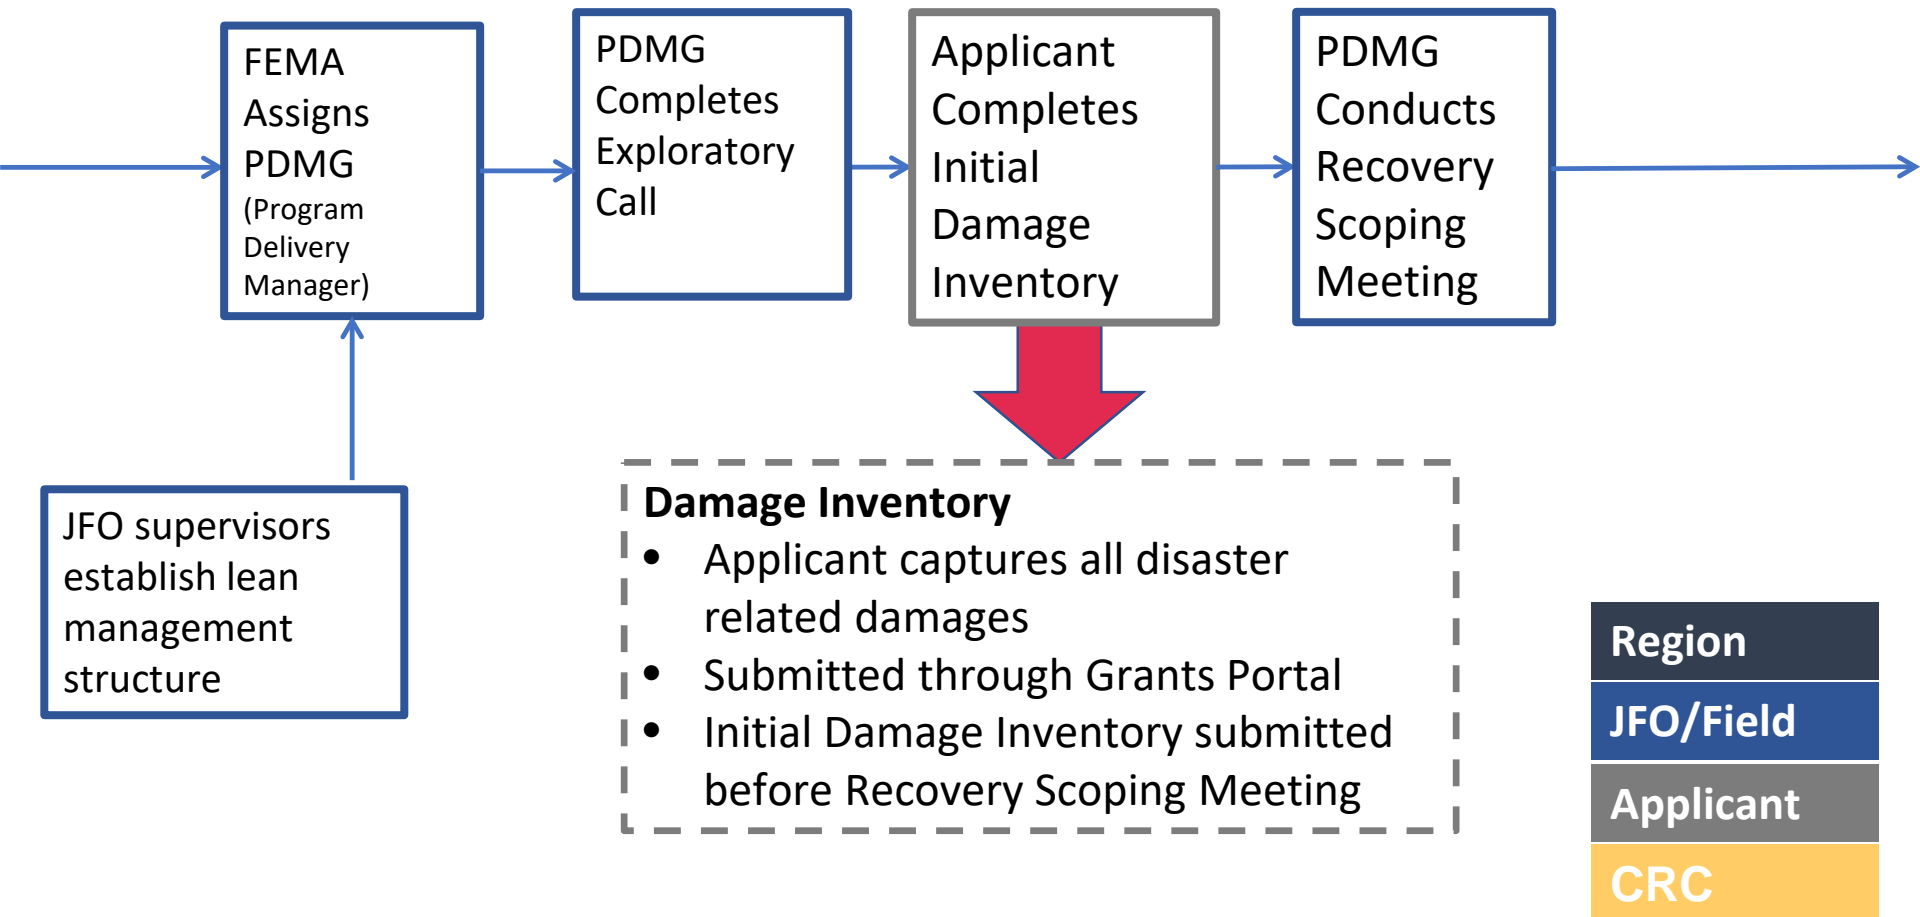 FEMA
Assigns
PDMG
(Program
Delivery
Manager)
PDMG
Completes
Exploratory
Call
Applicant
Completes
Initial
Damage
Inventory
PDMG
Conducts
Recovery
Scoping
Meeting
JFO supervisors
establish lean
management
structure
Damage Inventory
• Applicant captures all disaster
related damages
• Submitted through Grants Portal
• Initial Damage Inventory submitted
before Recovery Scoping Meeting
Region
JFO/Field
Applicant
CRC